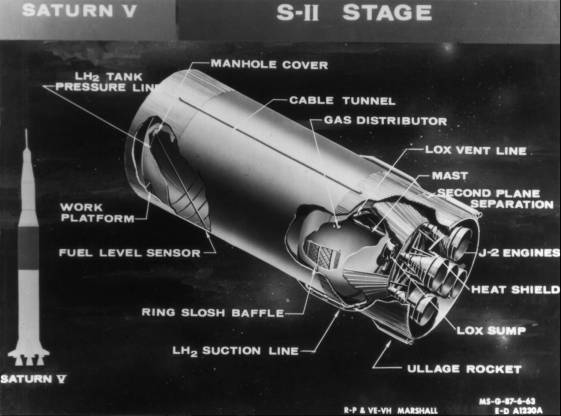 SATURN V
S-II STAGE
MANHOLE COVER
LH2 TANK
PRESSURE LINE
CABLE TUNNEL
GAS DISTRIBUTOR
LOX VENT LINE
MAST
SECOND PLANE
SEPARATION
WORK
PLATFORM
FUEL LEVEL SENSOR
J-2 ENGINES
HEAT SHIELD
RING SLOSH BAFFLE
LOX SUMP
LH2 SUCTION LINE
ULLAGE ROCKET
SATURN V
MS-G-87-6-63
R-P & VE-VH MARSHALL
E-D A1230A